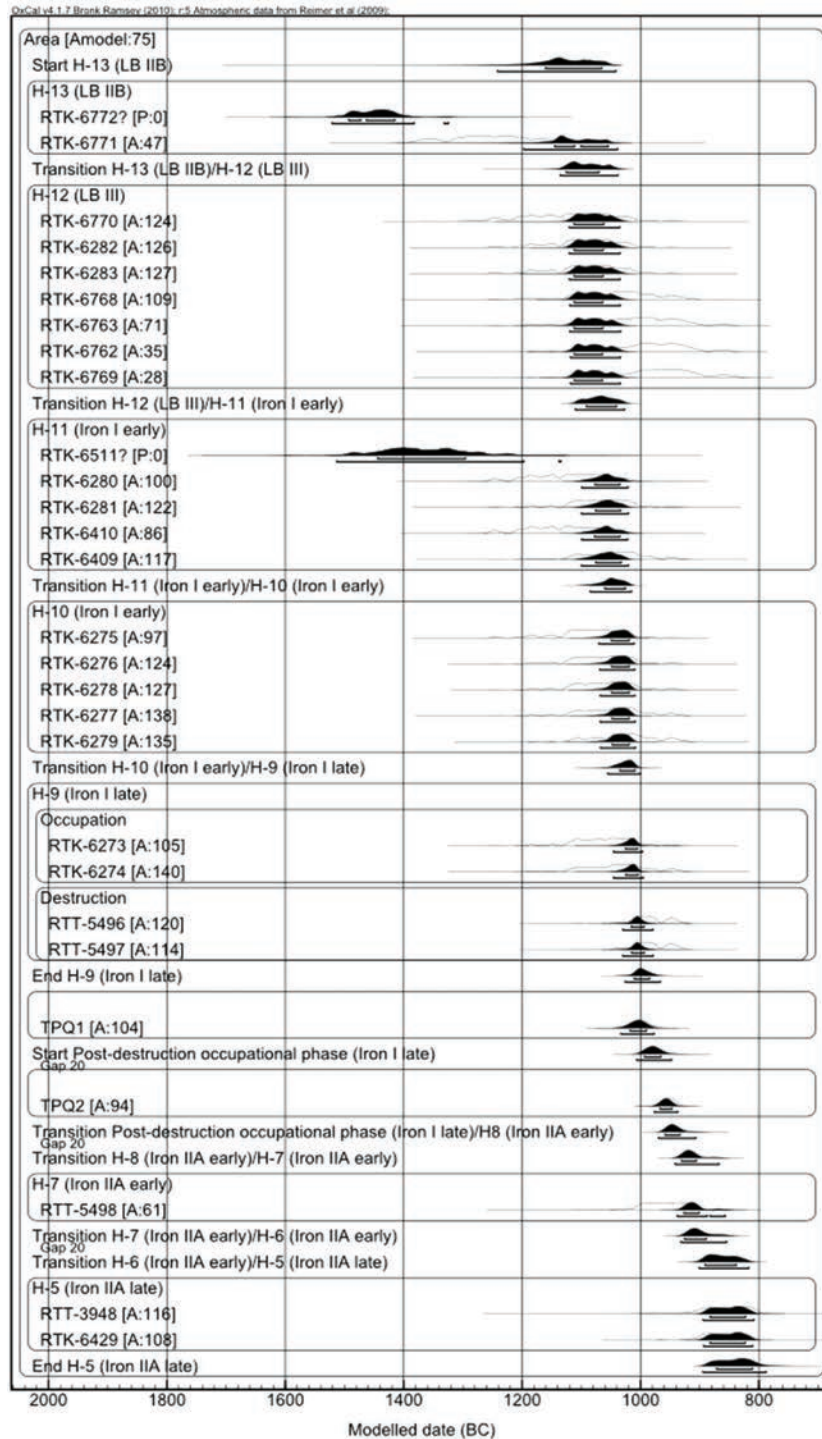 OxCal v4.1.7 Bronk Ramsey (2010); r:5 Atmospheric data from Reimer et al (2009);
Area [Amodel:75]
Start H-13 (LB IIB)
H-13 (LB IIB)
RTK-6772? [P:0]
RTK-6771 [A:47]
Transition H-13 (LB IIB)/H-12 (LB III)
H-12 (LB III)
RTK-6770 [A:124]
RTK-6282 [A:126]
RTK-6283 [A:127]
RTK-6768 [A:109]
RTK-6763 [A:71]
RTK-6762 [A:35]
RTK-6769 [A:28]
Transition H-12 (LB III)/H-11 (Iron I early)
H-11 (Iron I early)
RTK-6511? [P:0]
RTK-6280 [A:100]
RTK-6281 [A:122]
RTK-6410 [A:86]
RTK-6409 [A:117]
Transition H-11 (Iron I early)/H-10 (Iron I early)
H-10 (Iron I early)
RTK-6275 [A:97]
RTK-6276 [A:124]
RTK-6278 [A:127]
RTK-6277 [A:138]
RTK-6279 [A:135]
Transition H-10 (Iron I early)/H-9 (Iron I late)
H-9 (Iron I late)
Occupation
RTK-6273 [A:105]
RTK-6274 [A:140]
Destruction
RTT-5496 [A:120]
RTT-5497 [A:114]
End H-9 (Iron I late)
TPQ1 [A:104]
Start Post-destruction occupational phase (Iron I late)
Gap 20
TPQ2 [A:94]
Transition Post-destruction occupational phase (Iron I late)/H8 (Iron IIA early)
Gap 20
Transition H-8 (Iron IIA early)/H-7 (Iron IIA early)
H-7 (Iron IIA early)
RTT-5498 [A:61]
Transition H-7 (Iron IIA early)/H-6 (Iron IIA early)
Gap 20
Transition H-6 (Iron IIA early)/H-5 (Iron IIA late)
H-5 (Iron IIA late)
RTT-3948 [A:116]
RTK-6429 [A:108]
End H-5 (Iron IIA late)
2000 1800 1600 1400 1200 1000 800
Modelled date (BC)